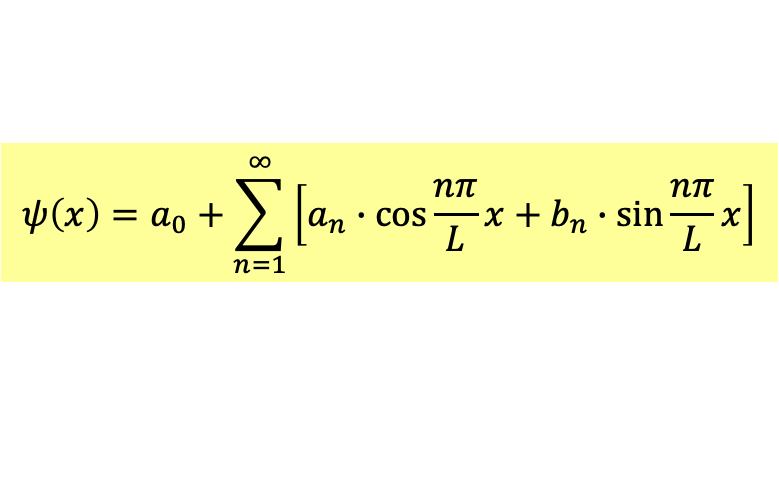 ψ(x) = a₀ + ∑_{n=1}^{∞} [aₙ · cos (nπ/L) x + bₙ · sin (nπ/L) x]